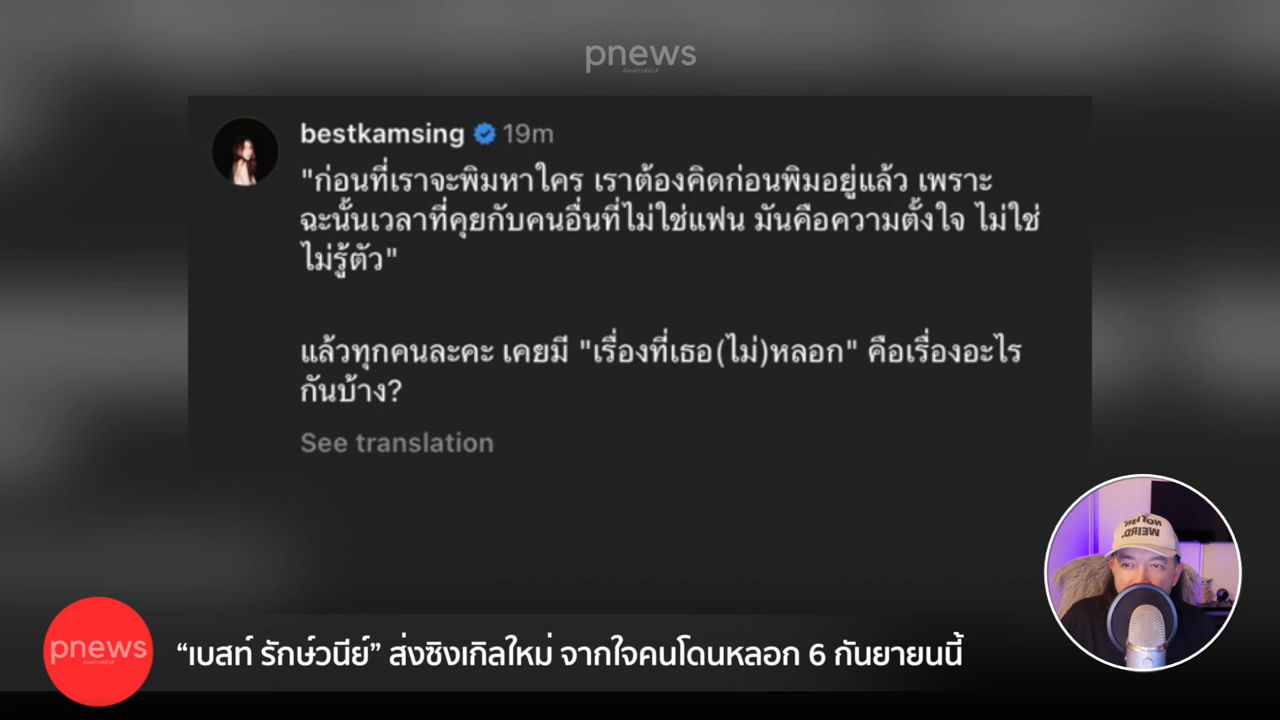 pnews
bestkamsing 19m
"ก่อนที่เราจะพิมหาใคร เราต้องคิดก่อนพิมอยู่แล้ว เพราะ
ฉะนั้นเวลาที่คุยกับคนอื่นที่ไม่ใช่แฟน มันคือความตั้งใจ ไม่ใช่
ไม่รู้ตัว"
แล้วทุกคนละคะ เคยมี "เรื่องที่เธอ(ไม่)หลอก" คือเรื่องอะไร
กันบ้าง?
See translation
WEIRD.
pnews
“เบสท์ รักษ์วนีย์” ส่งซิงเกิลใหม่ จากใจคนโดนหลอก 6 กันยายนนี้